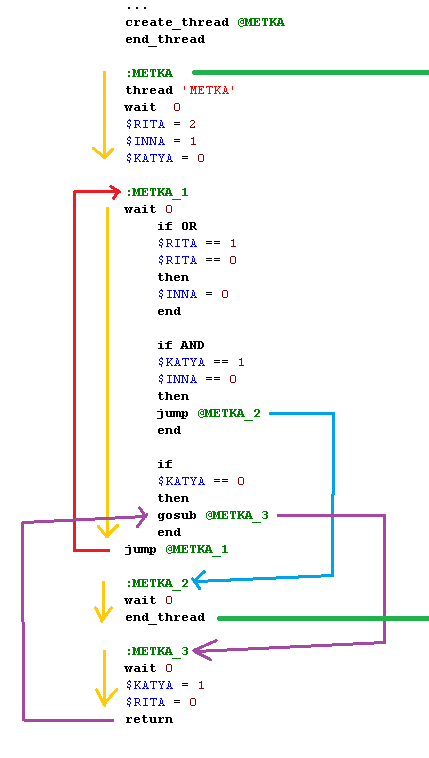 ...
create_thread @METKA
end_thread
:METKA
thread 'METKA'
wait 0
$RITA = 2
$INNA = 1
$KATYA = 0
:METKA_1
wait 0
if OR
$RITA == 1
$RITA == 0
then
$INNA = 0
end
if AND
$KATYA == 1
$INNA == 0
then
jump @METKA_2
end
if
$KATYA == 0
then
gosub @METKA_3
end
jump @METKA_1
:METKA_2
wait 0
end_thread
:METKA_3
wait 0
$KATYA = 1
$RITA = 0
return